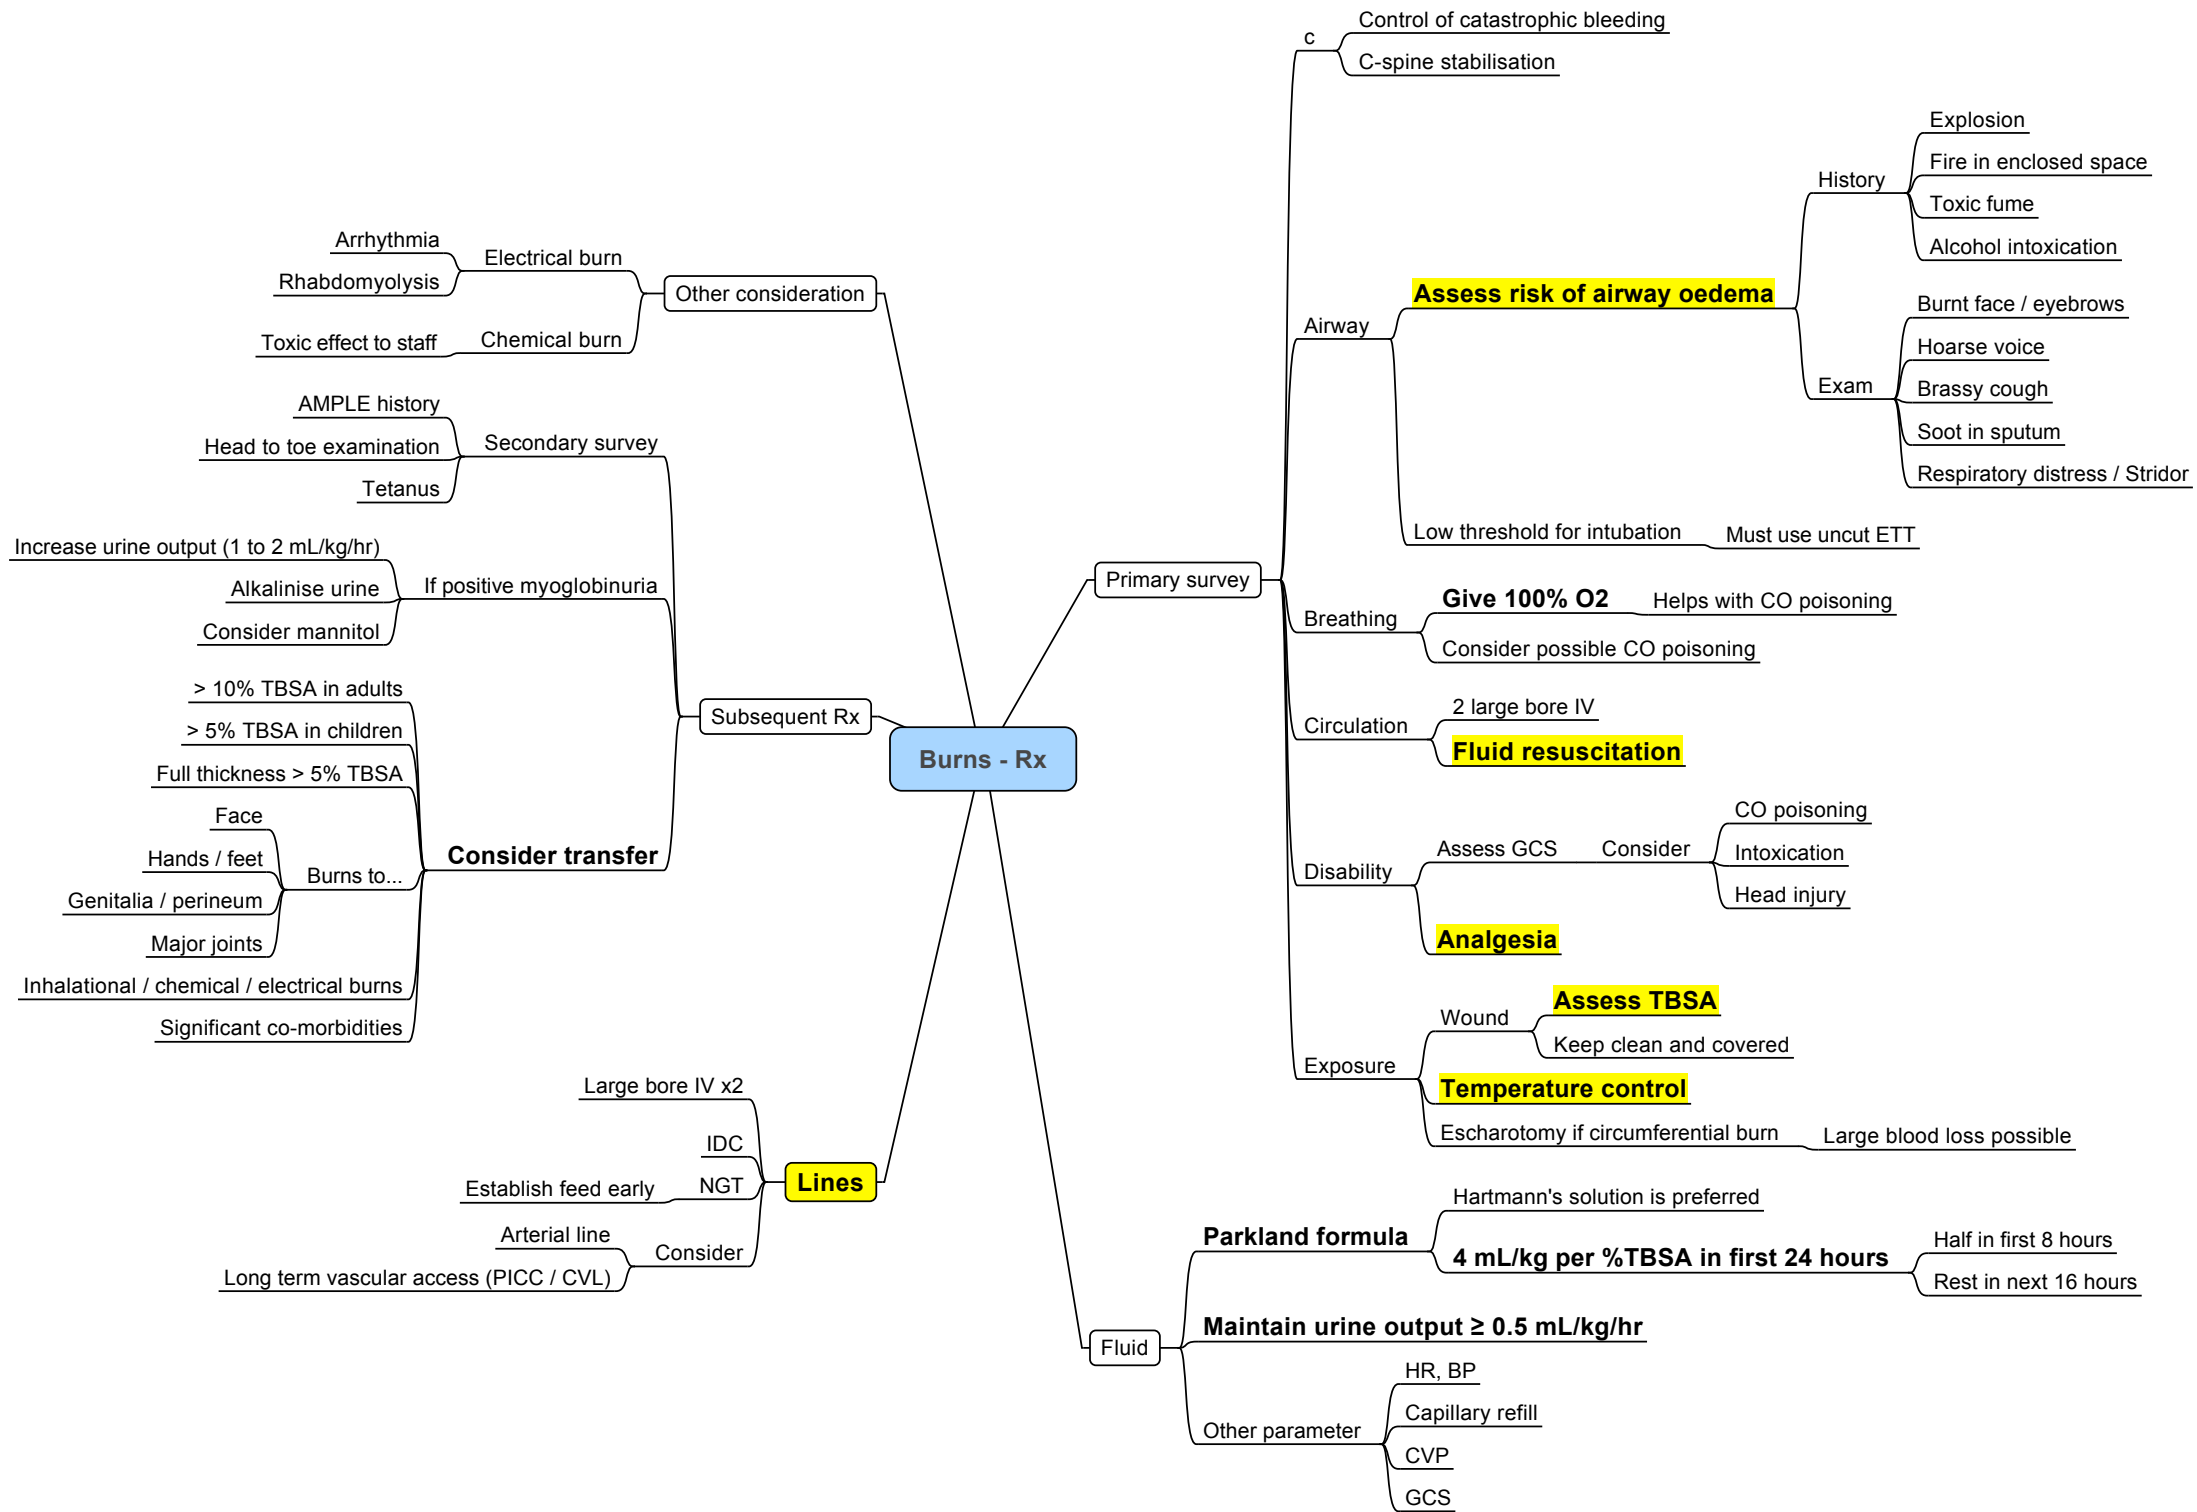 Burns - Rx
Primary survey
c
Control of catastrophic bleeding
C-spine stabilisation
Airway
Assess risk of airway oedema
History
Explosion
Fire in enclosed space
Toxic fume
Alcohol intoxication
Exam
Burnt face / eyebrows
Hoarse voice
Brassy cough
Soot in sputum
Respiratory distress / Stridor
Low threshold for intubation
Must use uncut ETT
Breathing
Give 100% O2
Helps with CO poisoning
Consider possible CO poisoning
Circulation
2 large bore IV
Fluid resuscitation
Disability
Assess GCS
Consider
CO poisoning
Intoxication
Head injury
Analgesia
Exposure
Wound
Assess TBSA
Keep clean and covered
Temperature control
Escharotomy if circumferential burn
Large blood loss possible
Fluid
Parkland formula
Hartmann's solution is preferred
4 mL/kg per %TBSA in first 24 hours
Half in first 8 hours
Rest in next 16 hours
Maintain urine output ≥ 0.5 mL/kg/hr
Other parameter
HR, BP
Capillary refill
CVP
GCS
Other consideration
Electrical burn
Arrhythmia
Rhabdomyolysis
Chemical burn
Toxic effect to staff
Subsequent Rx
Secondary survey
AMPLE history
Head to toe examination
Tetanus
If positive myoglobinuria
Increase urine output (1 to 2 mL/kg/hr)
Alkalinise urine
Consider mannitol
Consider transfer
> 10% TBSA in adults
> 5% TBSA in children
Full thickness > 5% TBSA
Burns to...
Face
Hands / feet
Genitalia / perineum
Major joints
Inhalational / chemical / electrical burns
Significant co-morbidities
Lines
Large bore IV x2
IDC
NGT
Establish feed early
Consider
Arterial line
Long term vascular access (PICC / CVL)